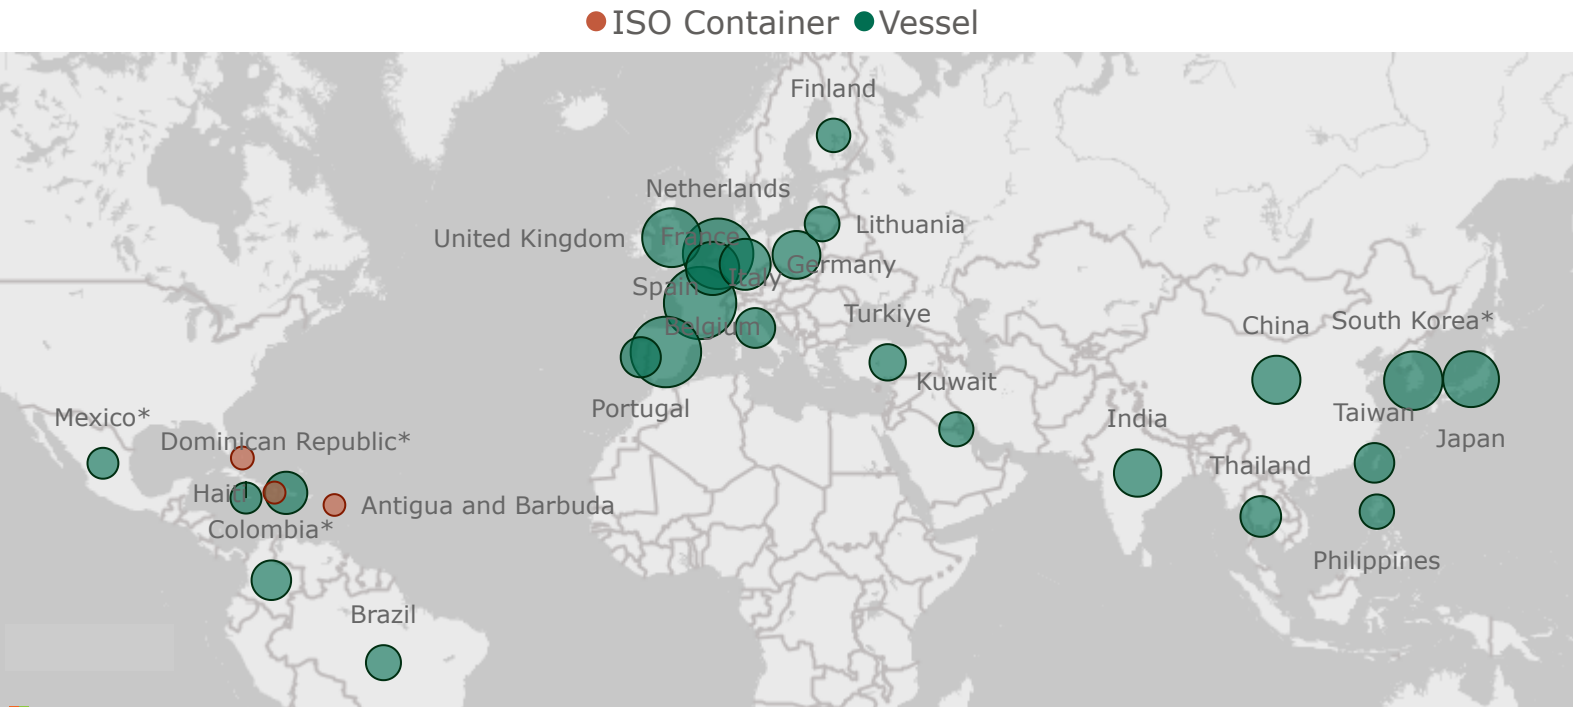 ISO Container Vessel
Finland
Netherlands
United Kingdom
France
Lithuania
Italy
Germany
Spain
Turkiye
Belgium
China
South Korea*
Kuwait
Portugal
Mexico*
Taiwan
India
Japan
Dominican Republic*
Thailand
Haiti
Antigua and Barbuda
Colombia*
Philippines
Brazil